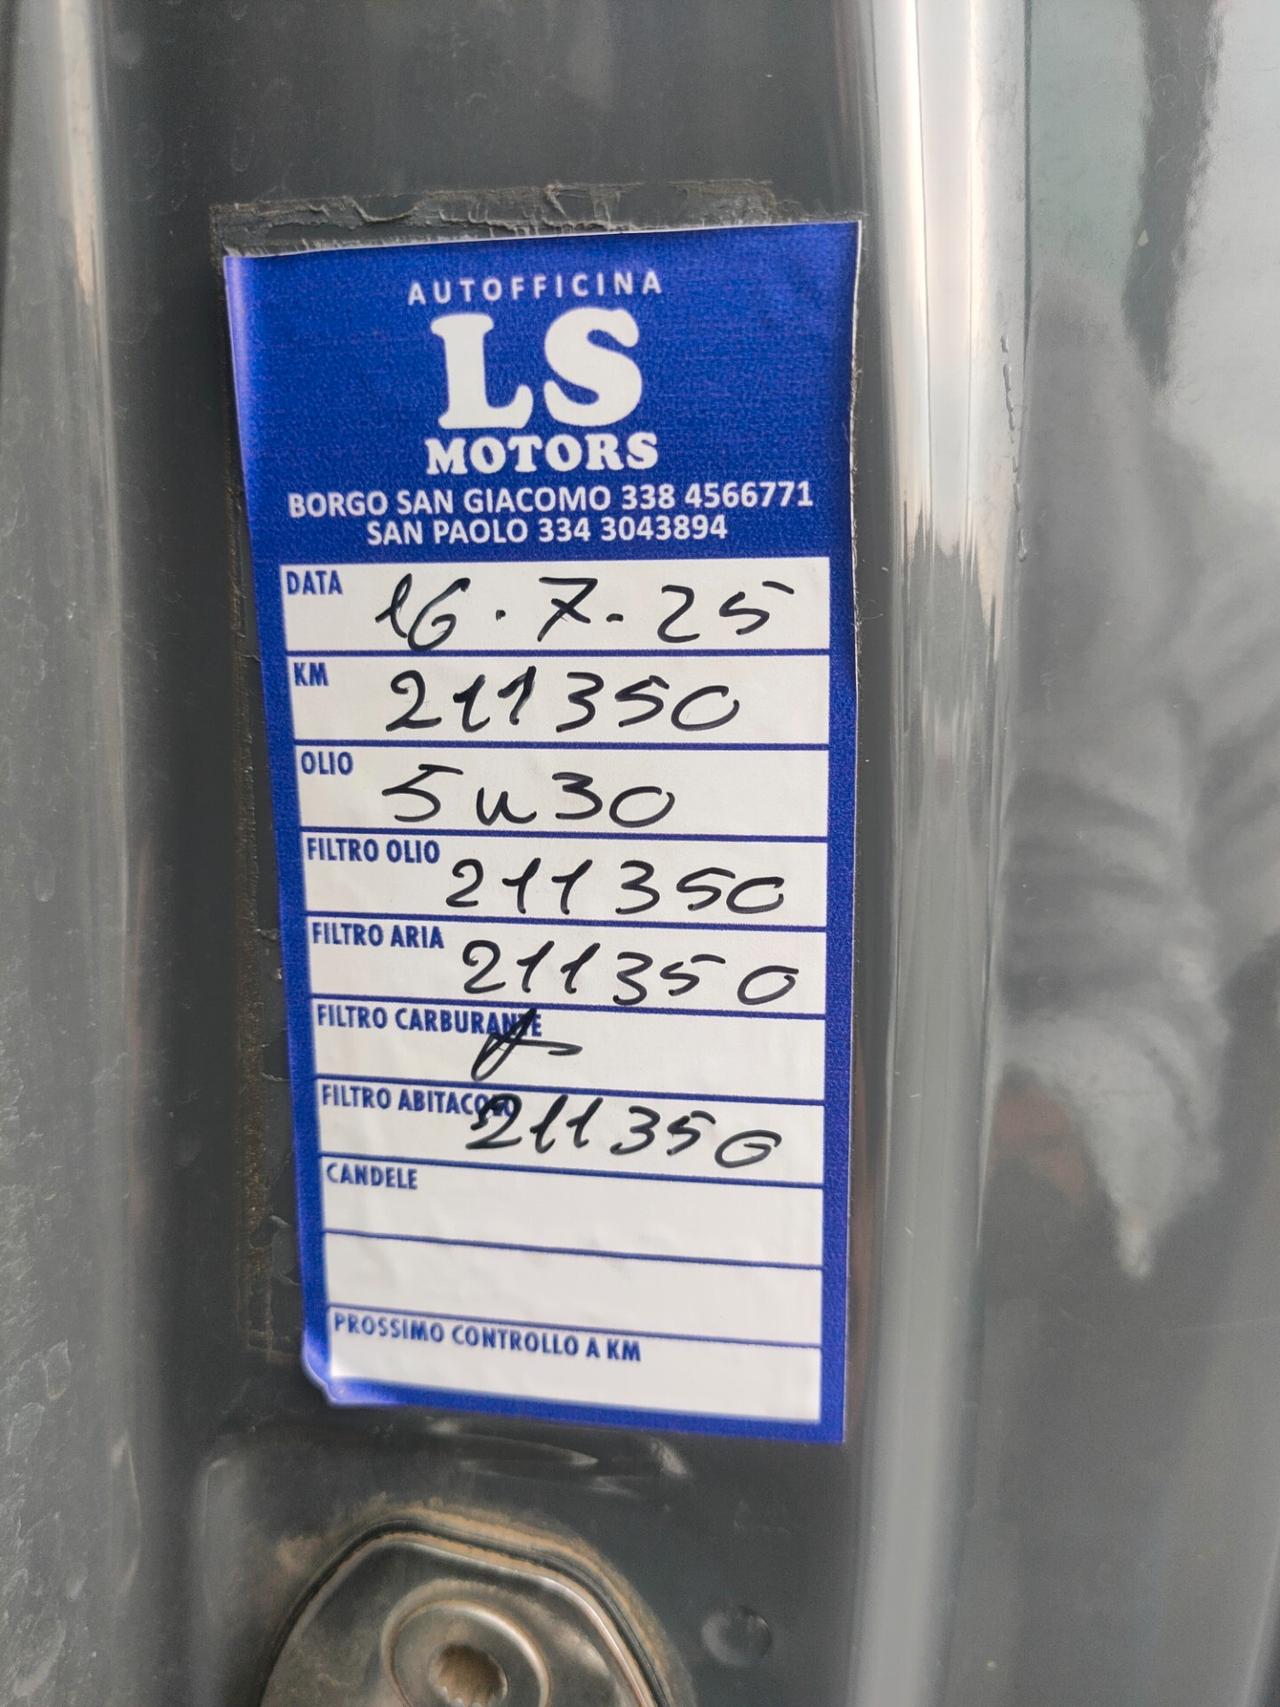 AUTOFFICINA
LS
MOTORS
BORGO SAN GIACOMO 338 4566771
SAN PAOLO 334 3043894
DATA 16.7.25
KM 211350
OLIO 5w30
FILTRO OLIO 211350
FILTRO ARIA 211350
FILTRO CARBURANTE
FILTRO ABITACOLO 211350
CANDELE
PROSSIMO CONTROLLO A KM